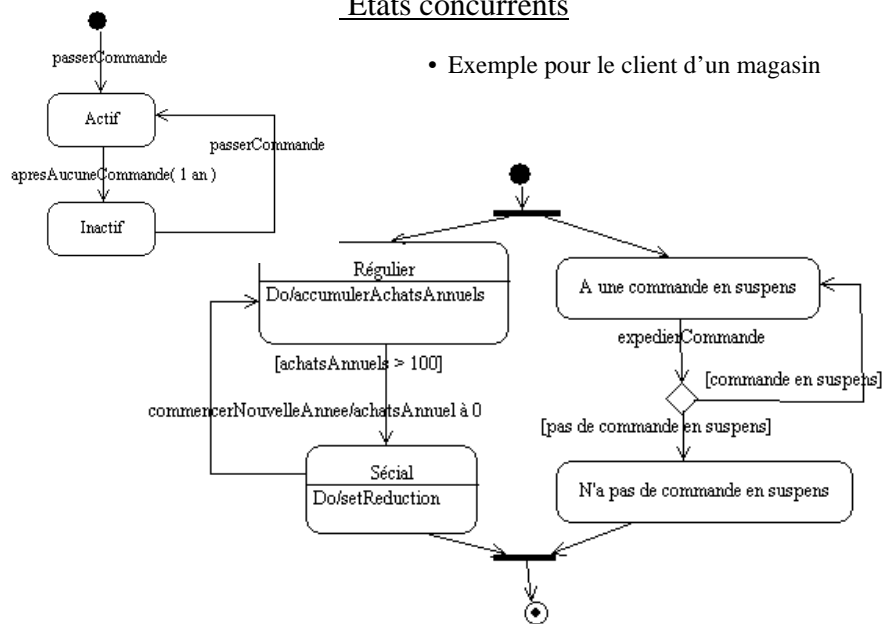 Etats concurrents
• Exemple pour le client d’un magasin
passerCommande
Actif
passerCommande
apresAucuneCommande( 1 an )
Inactif
Régulier
Do/accumulerAchatsAnnuels
[achatsAnnuels > 100]
commencerNouvelleAnnee/achatsAnnuel à 0
Sécial
Do/setReduction
A une commande en suspens
expedierCommande
[commande en suspens]
[pas de commande en suspens]
N'a pas de commande en suspens